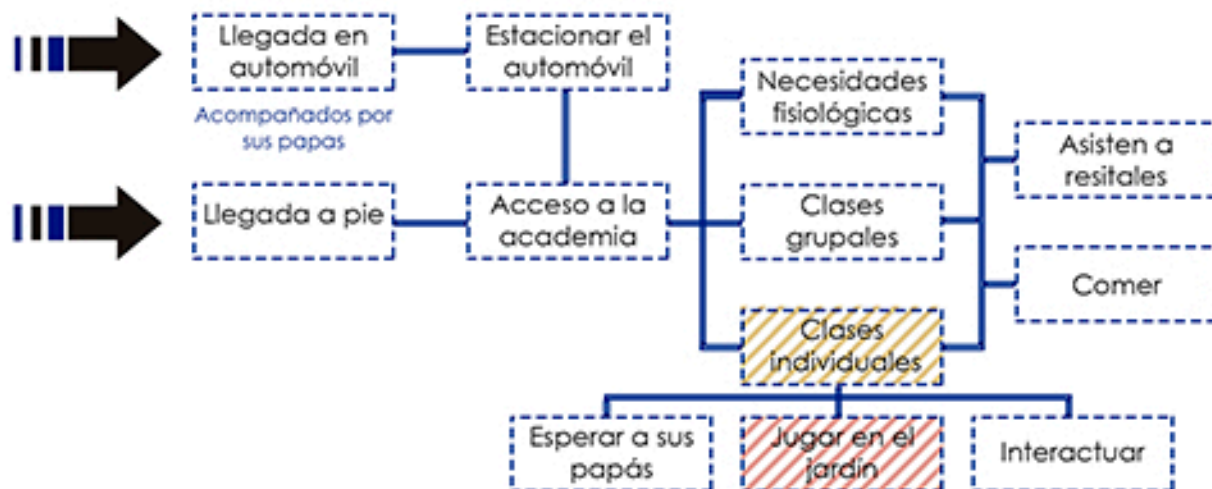 Llegada en
automóvil
Estacionar el
automóvil
Acompañados por
sus papas
Necesidades
fisiológicas
Asisten a
resitales
Llegada a pie
Acceso a la
academia
Clases
grupales
Comer
Clases
individuales
Esperar a sus
papás
Jugar en el
jardín
Interactuar